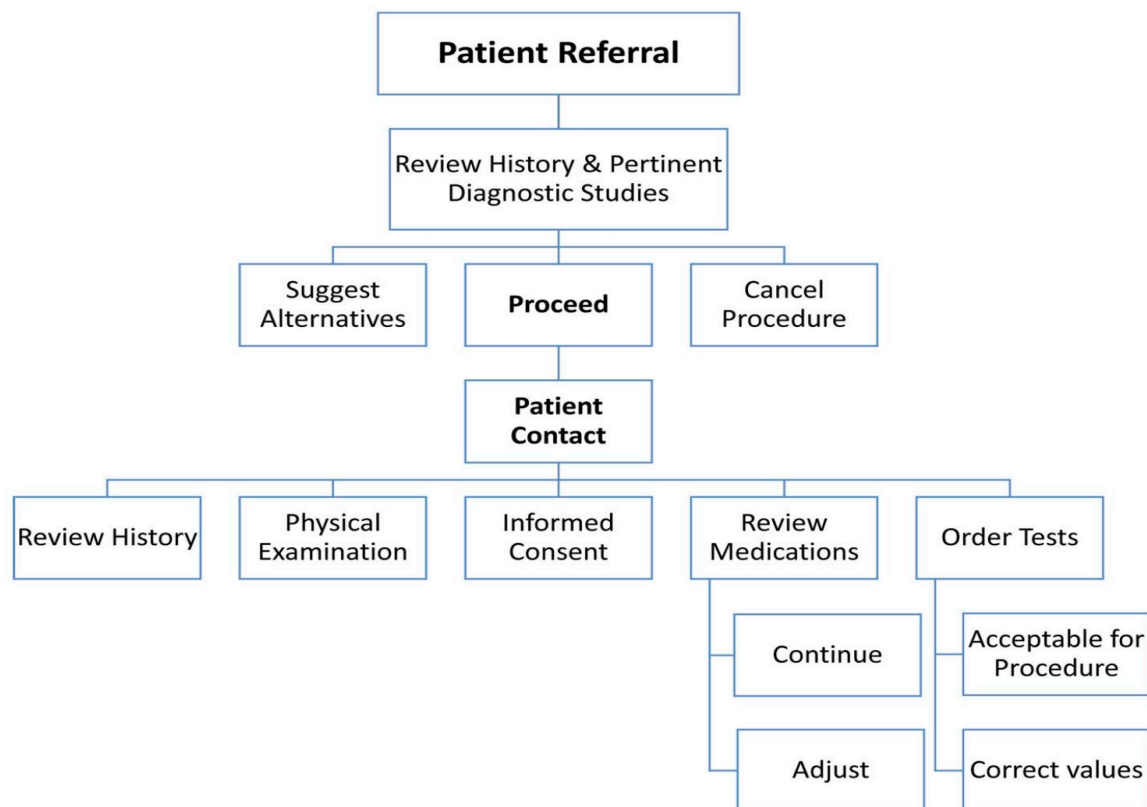 Patient Referral
Review History & Pertinent
Diagnostic Studies
Suggest
Alternatives
Proceed
Cancel
Procedure
Patient
Contact
Review History
Physical
Examination
Informed
Consent
Review
Medications
Order Tests
Continue
Acceptable for
Procedure
Adjust
Correct values